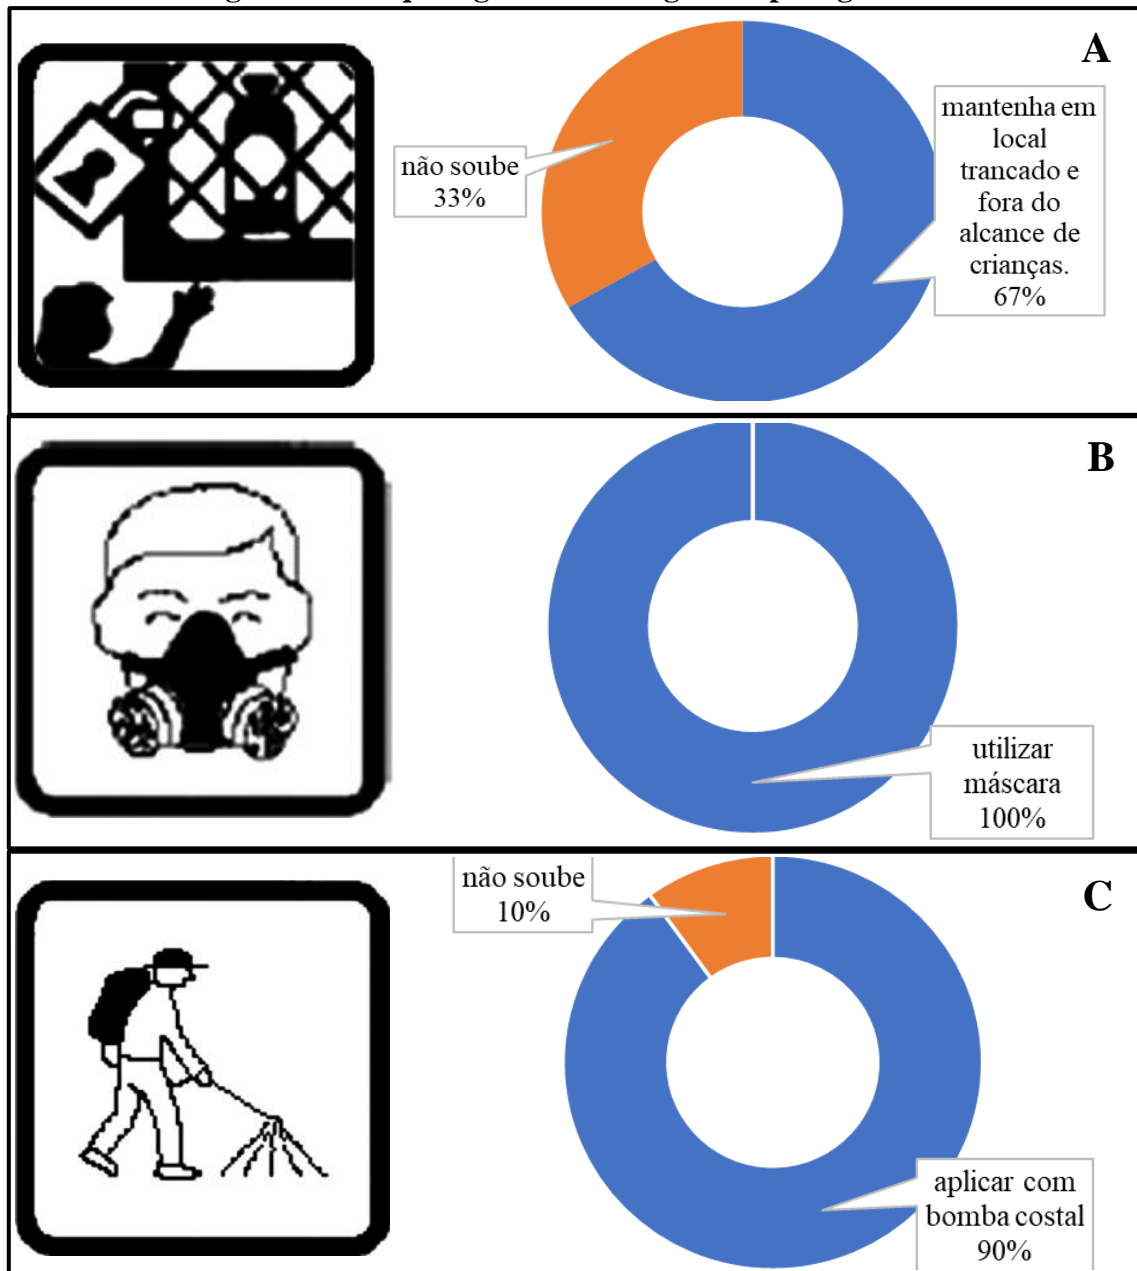 A
não soube
33%
mantenha em
local
trancado e
fora do
alcance de
crianças.
67%
B
utilizar
máscara
100%
não soube
10%
C
aplicar com
bomba costal
90%